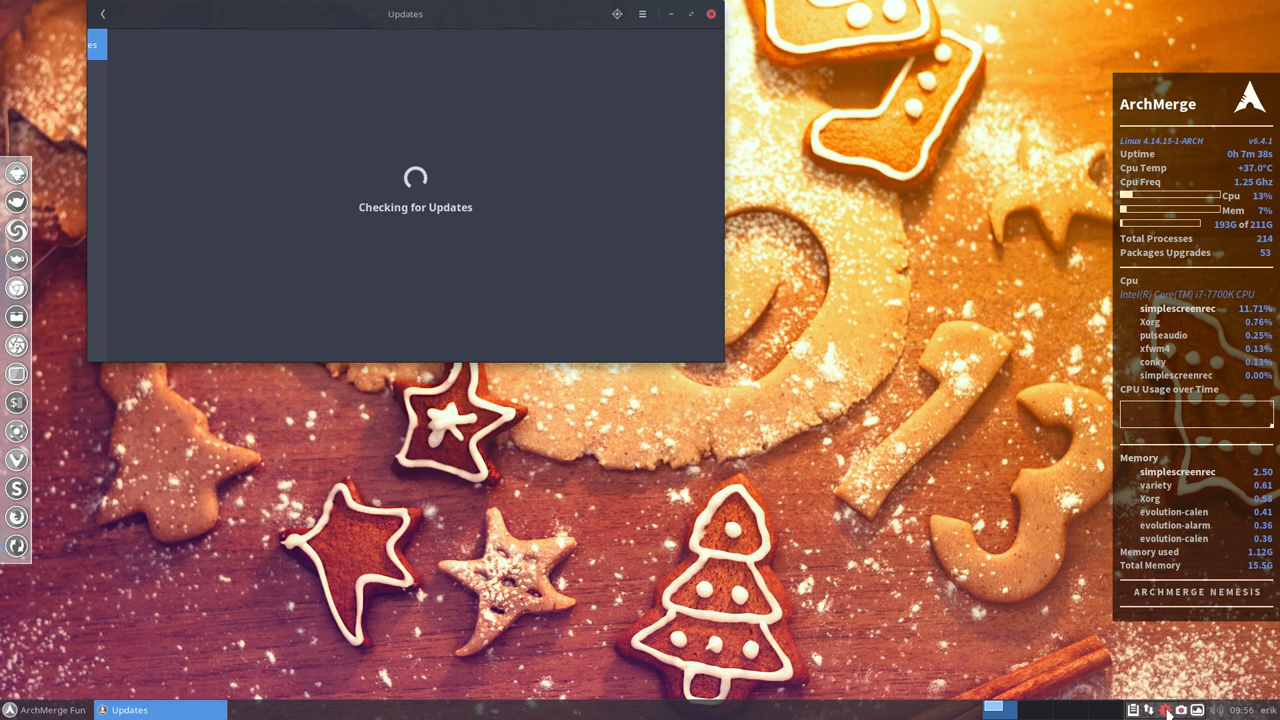 Updates
es
Checking for Updates
ArchMerge
Linux 4.14.15-1-ARCH v6.4.1
Uptime 0h 7m 38s
Cpu Temp +37.0°C
Cpu Freq 1.25 Ghz
Cpu 13%
Mem 7%
193G of 211G
Total Processes 214
Packages Upgrades 53
Cpu
Intel(R) Core(TM) i7-7700K CPU
simplescreenrec 11.71%
Xorg 0.76%
pulseaudio 0.25%
xfwm4 0.13%
conky 0.13%
simplescreenrec 0.00%
CPU Usage over Time
Memory
simplescreenrec 2.50
variety 0.61
Xorg 0.58
evolution-calen 0.41
evolution-alarm 0.36
evolution-calen 0.36
Memory used 1.12G
Total Memory 15.5G
ARCHMERGE NEMESIS
ArchMerge Fun
Updates
09:56
erik